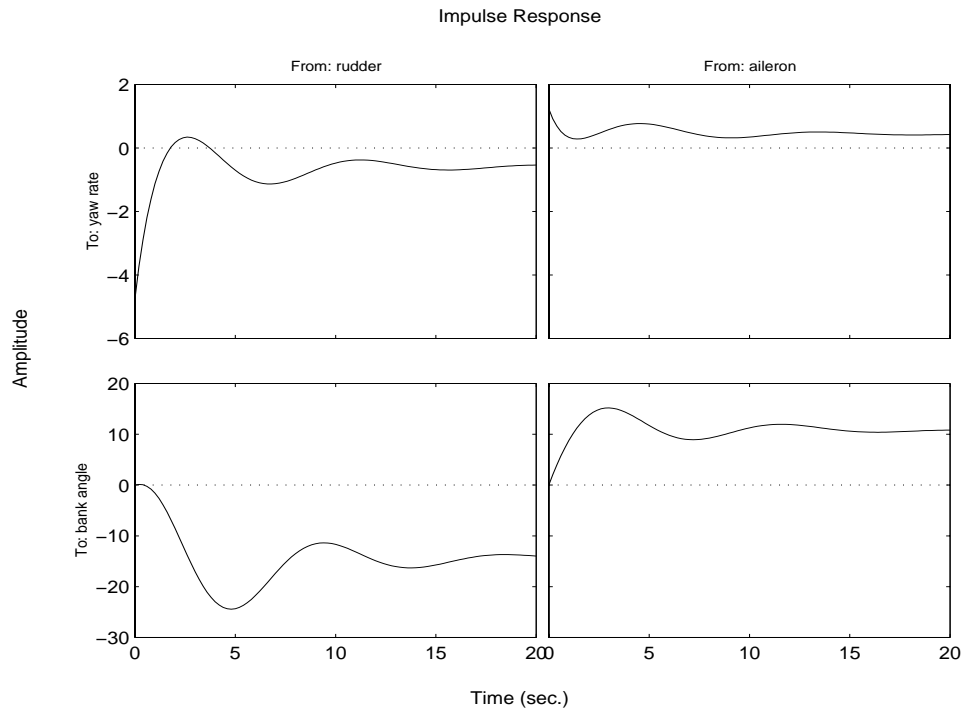 Impulse Response
From: rudder
From: aileron
2
0
−2
−4
−6
To: yaw rate
Amplitude
20
10
0
−10
−20
−30
To: bank angle
0 5 10 15 20
0 5 10 15 20
Time (sec.)